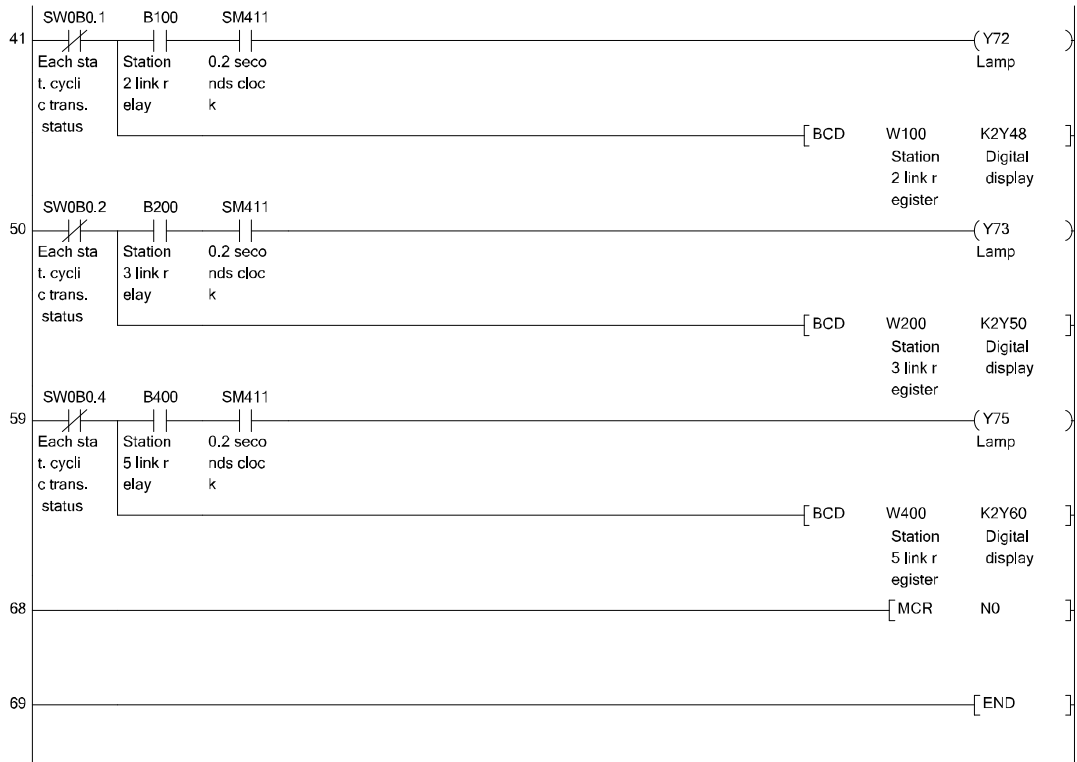 SW0B0.1 B100 SM411
41 Y72
Each sta Station 0.2 seco Lamp
t. cycli 2 link r nds cloc
c trans. elay k
status
BCD W100 K2Y48
Station Digital
2 link r display
egister
SW0B0.2 B200 SM411
50 Y73
Each sta Station 0.2 seco Lamp
t. cycli 3 link r nds cloc
c trans. elay k
status
BCD W200 K2Y50
Station Digital
3 link r display
egister
SW0B0.4 B400 SM411
59 Y75
Each sta Station 0.2 seco Lamp
t. cycli 5 link r nds cloc
c trans. elay k
status
BCD W400 K2Y60
Station Digital
5 link r display
egister
68 MCR N0
69 END